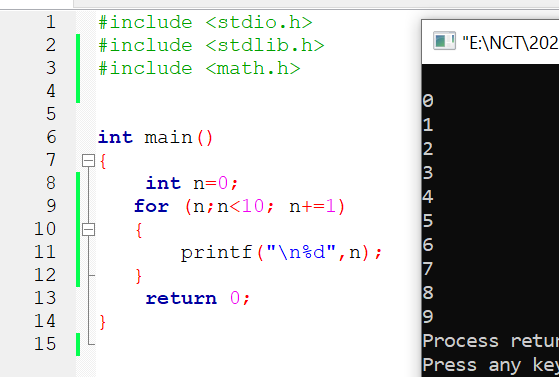 1 #include <stdio.h>
2 #include <stdlib.h>
3 #include <math.h>
4
5
6 int main()
7 {
8 int n=0;
9 for (n;n<10; n+=1)
10 {
11 printf("\n%d",n);
12 }
13 return 0;
14 }
15
"E:\NCT\202
0
1
2
3
4
5
6
7
8
9
Process retur
Press any key